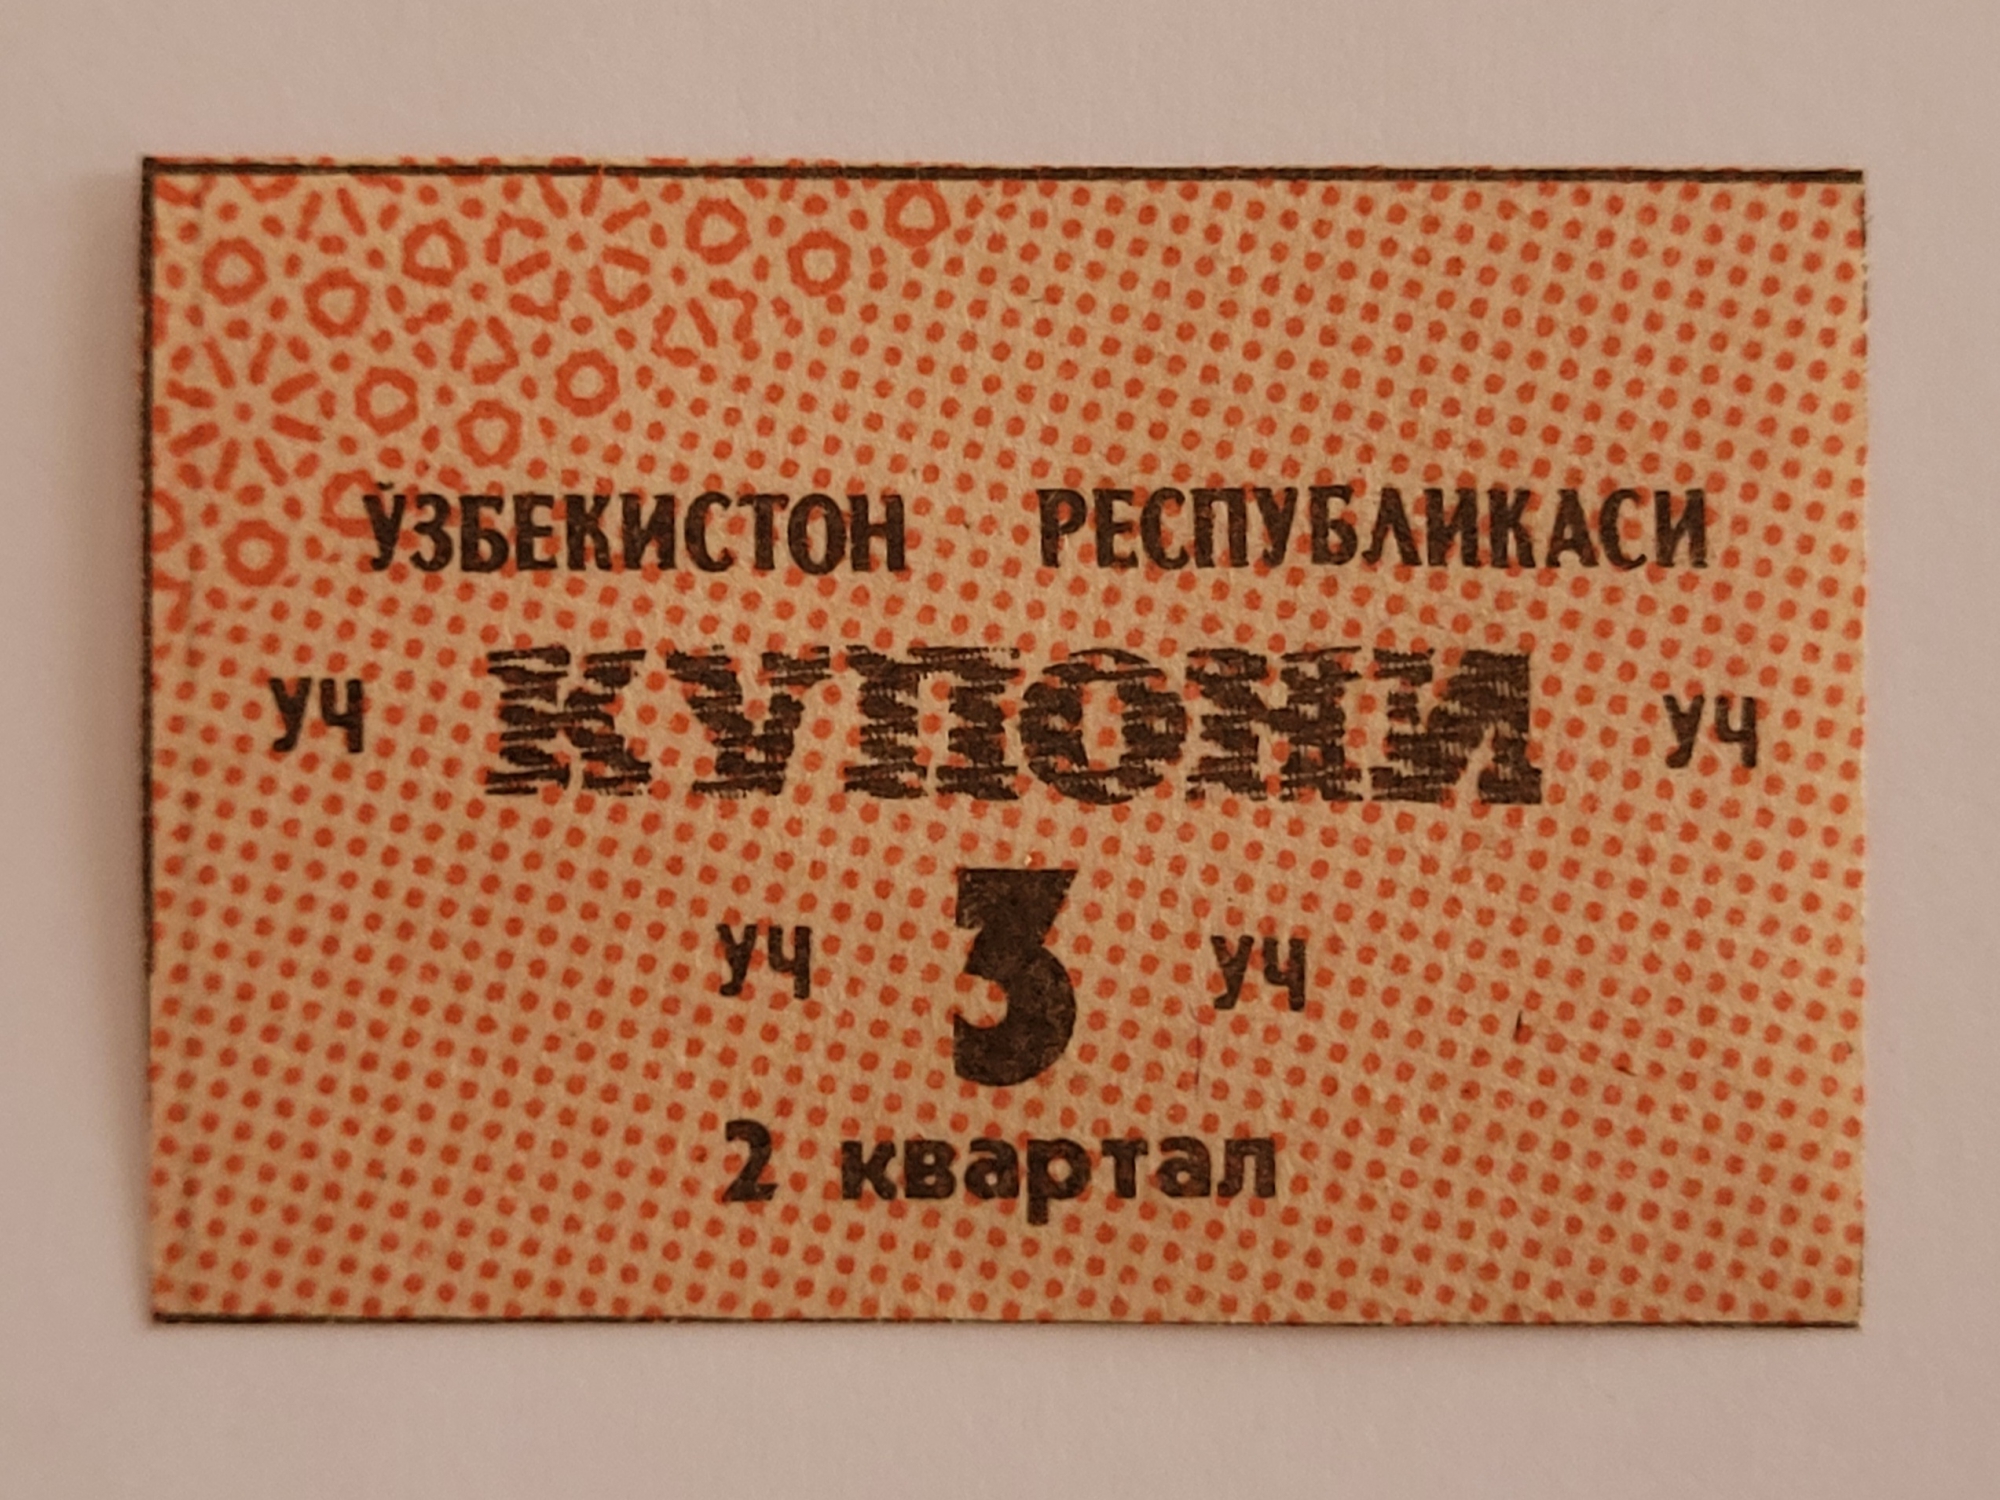 ЎЗБЕКИСТОН РЕСПУБЛИКАСИ
УЧ КУПОНИ УЧ
УЧ 3 УЧ
2 квартал